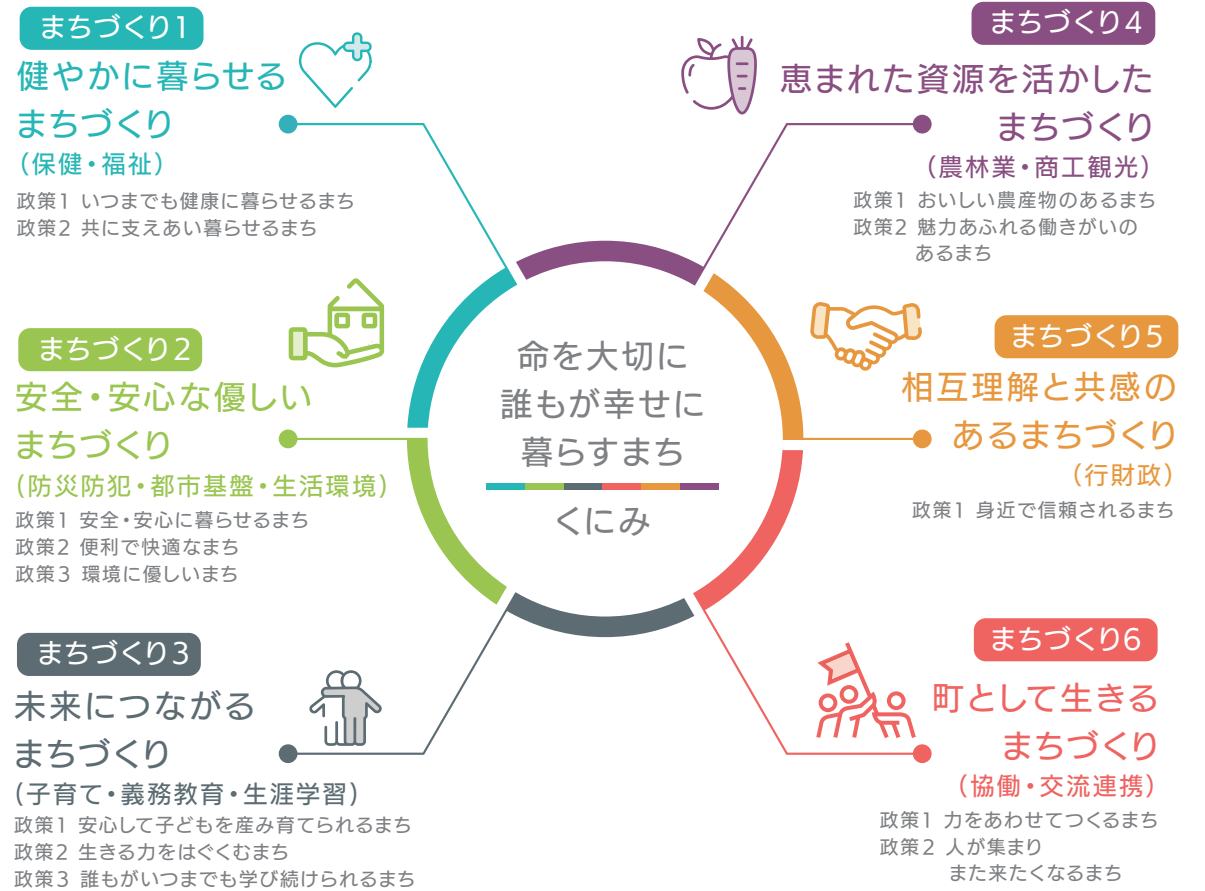 まちづくり1
健やかに暮らせる
まちづくり
（保健・福祉）
政策1 いつまでも健康に暮らせるまち
政策2 共に支えあい暮らせるまち
まちづくり2
安全・安心な優しい
まちづくり
（防災防犯・都市基盤・生活環境）
政策1 安全・安心に暮らせるまち
政策2 便利で快適なまち
政策3 環境に優しいまち
まちづくり3
未来につながる
まちづくり
（子育て・義務教育・生涯学習）
政策1 安心して子どもを産み育てられるまち
政策2 生きる力をはぐくむまち
政策3 誰もがいつまでも学び続けられるまち
命を大切に
誰もが幸せに
暮らすまち
くにみ
まちづくり4
恵まれた資源を活かした
まちづくり
（農林業・商工観光）
政策1 おいしい農産物のあるまち
政策2 魅力あふれる働きがいの
あるまち
まちづくり5
相互理解と共感の
あるまちづくり
（行財政）
政策1 身近で信頼されるまち
まちづくり6
町として生きる
まちづくり
（協働・交流連携）
政策1 力をあわせてつくるまち
政策2 人が集まり
また来たくなるまち